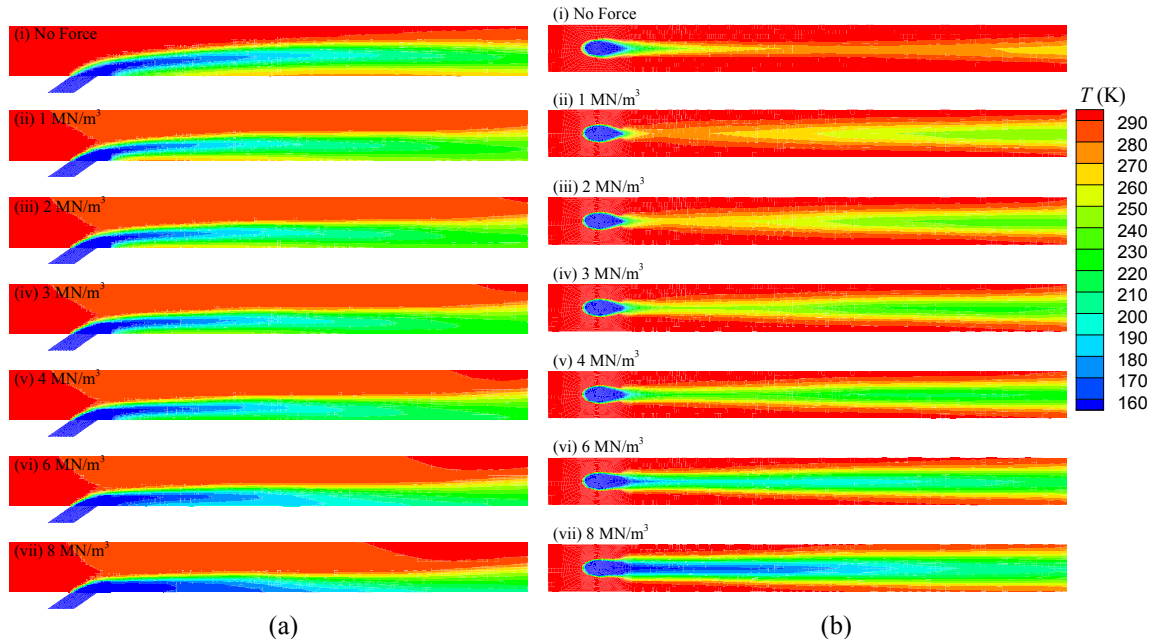 (i) No Force
(ii) 1 MN/m³
(iii) 2 MN/m³
(iv) 3 MN/m³
(v) 4 MN/m³
(vi) 6 MN/m³
(vii) 8 MN/m³
(a)
(i) No Force
(ii) 1 MN/m³
(iii) 2 MN/m³
(iv) 3 MN/m³
(v) 4 MN/m³
(vi) 6 MN/m³
(vii) 8 MN/m³
(b)
T (K)
290
280
270
260
250
240
230
220
210
200
190
180
170
160